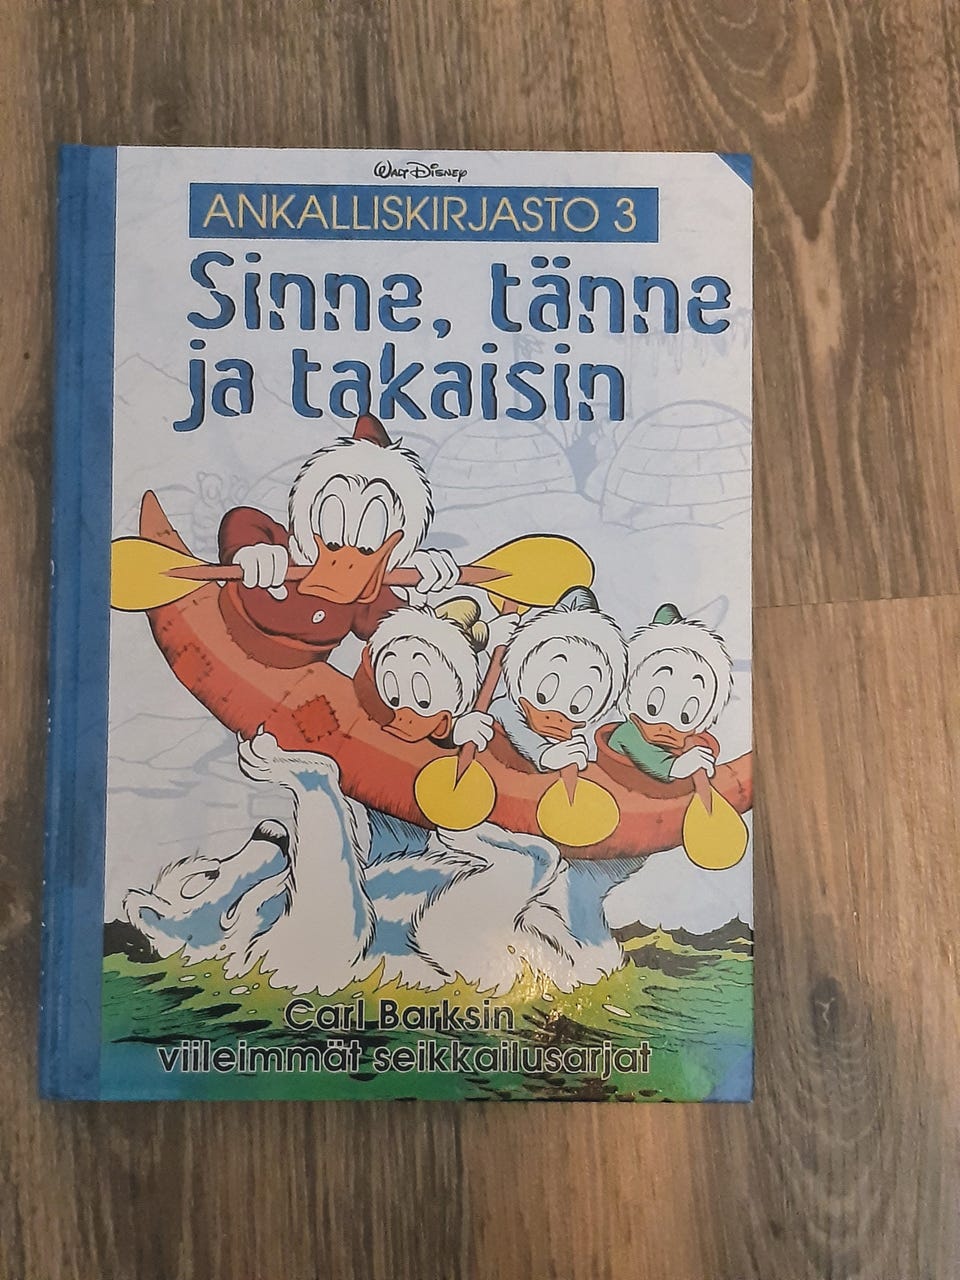 Walt Disney
ANKALLISKIRJASTO 3
Sinne, tänne
ja takaisin
Carl Barksin
viileimmät seikkailusarjat